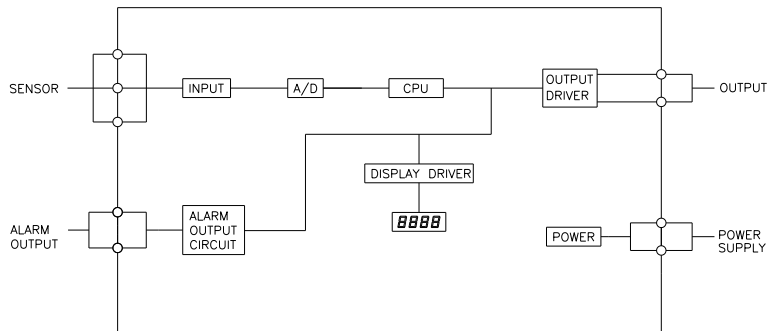 SENSOR
INPUT
A/D
CPU
OUTPUT
DRIVER
OUTPUT
DISPLAY DRIVER
8888
ALARM
OUTPUT
ALARM
OUTPUT
CIRCUIT
POWER
POWER
SUPPLY